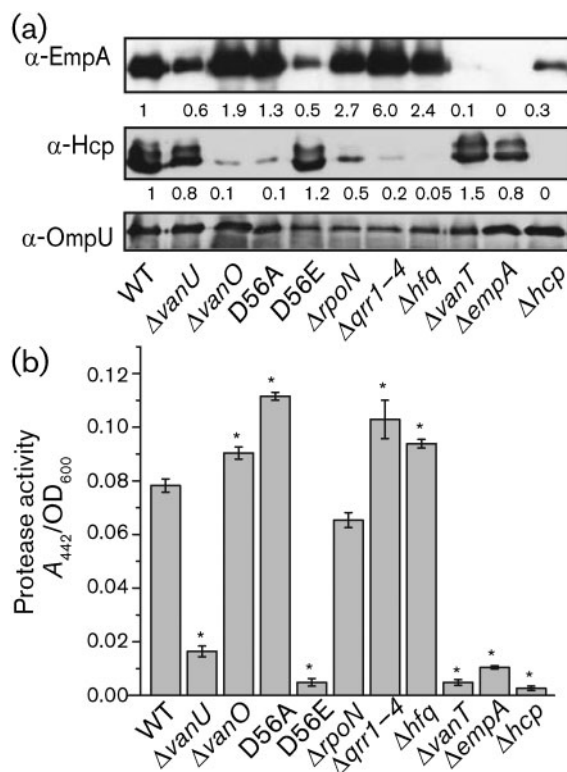 (a)
α-EmpA
1 0.6 1.9 1.3 0.5 2.7 6.0 2.4 0.1 0 0.3
α-Hcp
1 0.8 0.1 0.1 1.2 0.5 0.2 0.05 1.5 0.8 0
α-OmpU
WT ΔvanU ΔvanO D56A D56E ΔrpoN Δqrr1–4 Δhfq ΔvanT ΔempA Δhcp
(b)
Protease activity
A442/OD600
0.12
0.10
0.08
0.06
0.04
0.02
0.00
* * * * * * * * *
WT ΔvanU ΔvanO D56A D56E ΔrpoN Δqrr1–4 Δhfq ΔvanT ΔempA Δhcp